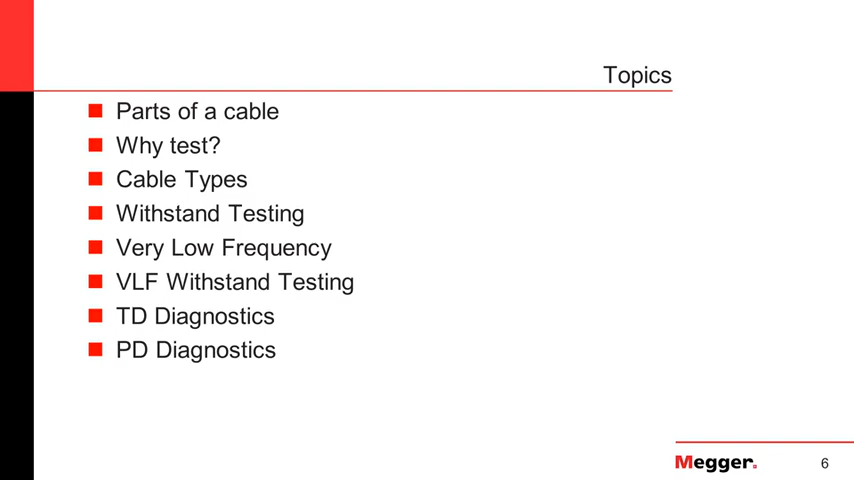 Topics
Parts of a cable
Why test?
Cable Types
Withstand Testing
Very Low Frequency
VLF Withstand Testing
TD Diagnostics
PD Diagnostics
Megger.
6